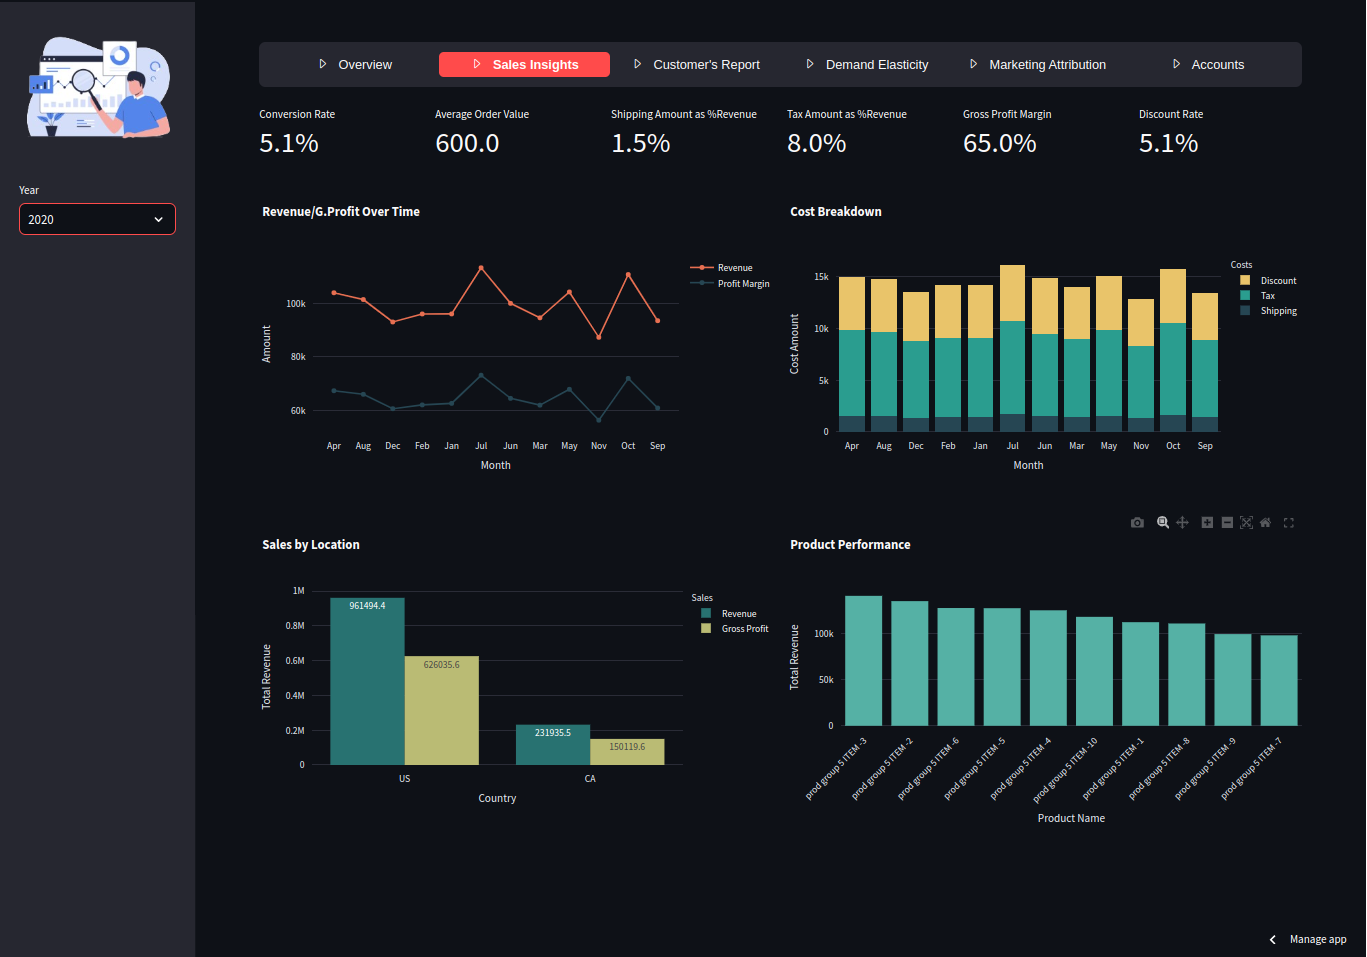 Overview
Sales Insights
Customer's Report
Demand Elasticity
Marketing Attribution
Accounts
Year
2020
Conversion Rate
5.1%
Average Order Value
600.0
Shipping Amount as %Revenue
1.5%
Tax Amount as %Revenue
8.0%
Gross Profit Margin
65.0%
Discount Rate
5.1%
Revenue/G.Profit Over Time
Revenue
Profit Margin
100k
80k
60k
Amount
Apr Aug Dec Feb Jan Jul Jun Mar May Nov Oct Sep
Month
Cost Breakdown
Costs
Discount
Tax
Shipping
15k
10k
5k
0
Cost Amount
Apr Aug Dec Feb Jan Jul Jun Mar May Nov Oct Sep
Month
Sales by Location
Sales
Revenue
Gross Profit
1M
0.8M
0.6M
0.4M
0.2M
0
Total Revenue
961494.4
626035.6
231935.5
150119.6
US CA
Country
Product Performance
100k
50k
0
Total Revenue
prod group 5 ITEM -3
prod group 5 ITEM -2
prod group 5 ITEM -6
prod group 5 ITEM -5
prod group 5 ITEM -4
prod group 5 ITEM -10
prod group 5 ITEM -1
prod group 5 ITEM -8
prod group 5 ITEM -9
prod group 5 ITEM -7
Product Name
Manage app